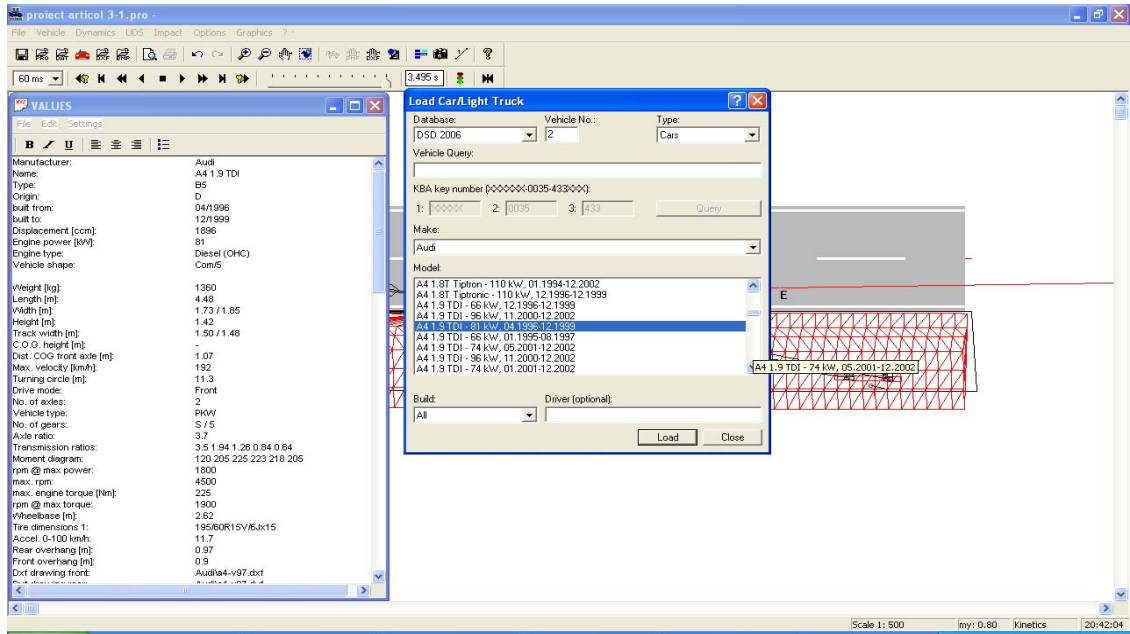 proiect articol 3-1.pro -
File Vehicle Dynamics UDS Impact Options Graphics ? -
60 ms
3.495 s
VALUES
File Edit Settings
B I U
Manufacturer: Audi
Name: A4 1.9 TDI
Type: B5
Origin: D
built from: 04/1996
built to: 12/1999
Displacement [ccm]: 1896
Engine power [kW]: 81
Engine type: Diesel (OHC)
Vehicle shape: Com/5
Weight [kg]: 1360
Length [m]: 4.48
Width [m]: 1.73 / 1.85
Height [m]: 1.42
Track width [m]: 1.50 / 1.48
C.O.G. height [m]: -
Dist. COG front axle [m]: 1.07
Max. velocity [km/h]: 192
Turning circle [m]: 11.3
Drive mode: Front
No. of axles: 2
Vehicle type: PKW
No. of gears: S / 5
Axle ratio: 3.7
Transmission ratios: 3.5 1.94 1.26 0.84 0.64
Moment diagram: 120 205 225 223 218 205
rpm @ max power: 1800
max. rpm: 4500
max. engine torque [Nm]: 225
rpm @ max torque: 1900
Wheelbase [m]: 2.62
Tire dimensions 1: 195/60R15V/6Jx15
Accel. 0-100 km/h: 11.7
Rear overhang [m]: 0.97
Front overhang [m]: 0.9
Dxf drawing front: Audi\a4-v97.dxf
Load Car/Light Truck
Database: Vehicle No.: Type:
DSD 2006 2 Cars
Vehicle Query:
KBA key number (XXXXXX-0035-433XXX):
1: XXXXX 2: 0035 3: 433 Query
Make:
Audi
Model:
A4 1.8T Tiptron - 110 kW, 01.1994-12.2002
A4 1.8T Tiptronic - 110 kW, 12.1996-12.1999
A4 1.9 TDI - 66 kW, 12.1996-12.1999
A4 1.9 TDI - 96 kW, 11.2000-12.2002
A4 1.9 TDI - 81 kW, 04.1996-12.1999
A4 1.9 TDI - 66 kW, 01.1995-08.1997
A4 1.9 TDI - 74 kW, 05.2001-12.2002
A4 1.9 TDI - 96 kW, 11.2000-12.2002
A4 1.9 TDI - 74 kW, 01.2001-12.2002
A4 1.9 TDI - 74 kW, 05.2001-12.2002
Build: Driver (optional):
All
Load Close
E
Scale 1: 500 my: 0.80 Kinetics 20:42:04